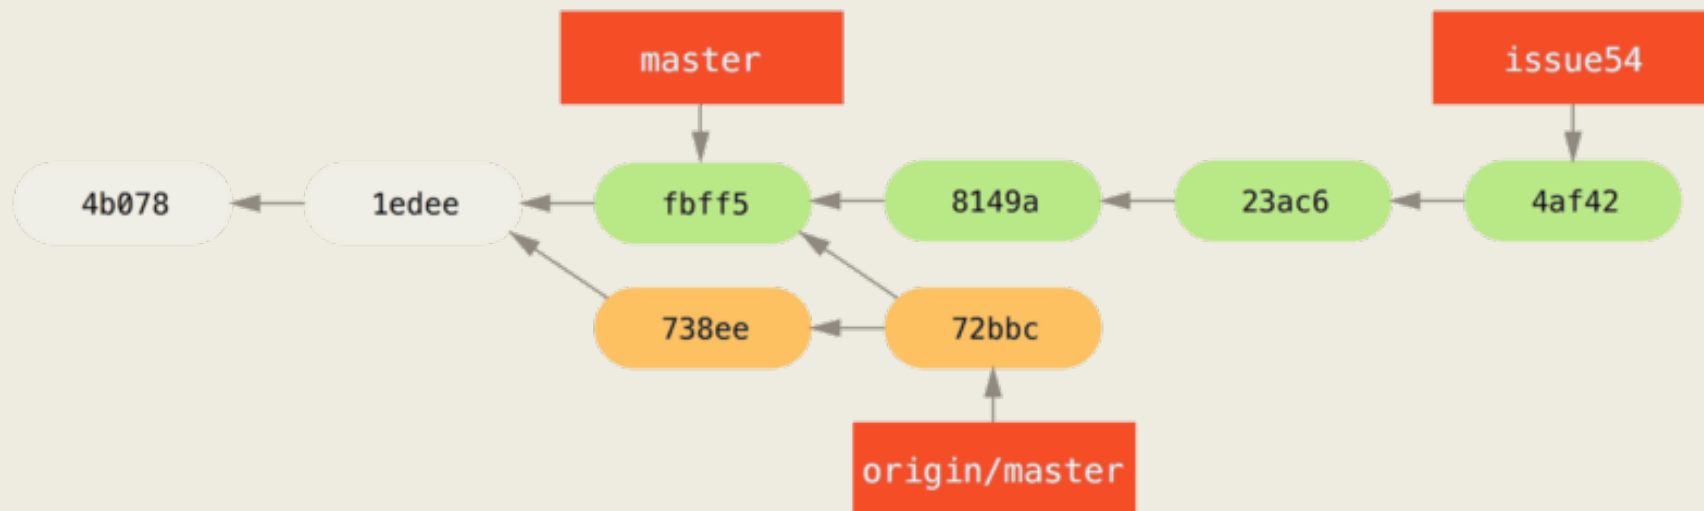 master
issue54
4b078
1edee
fbff5
8149a
23ac6
4af42
738ee
72bbc
origin/master